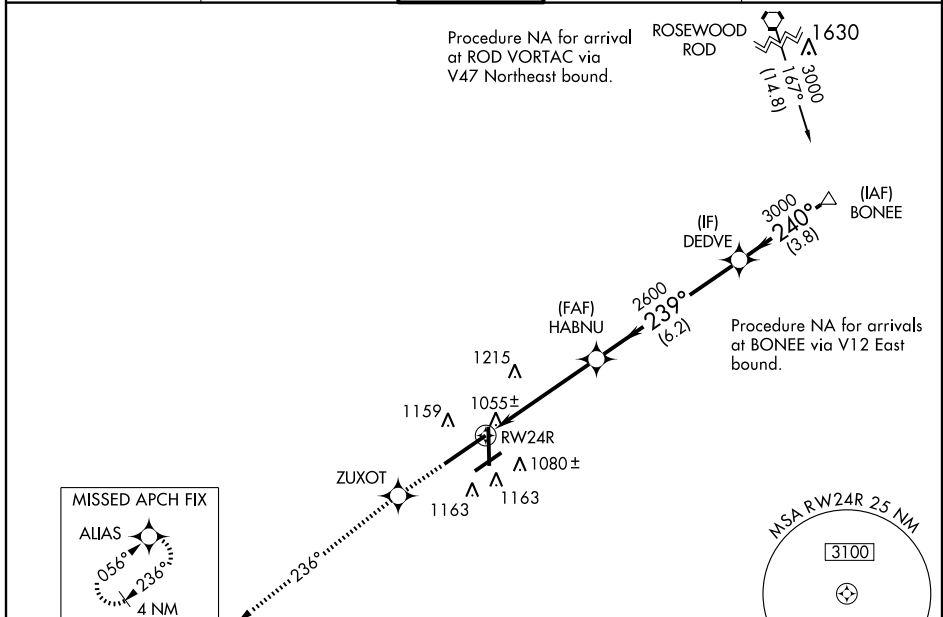 Procedure NA for arrival
at ROD VORTAC via
V47 Northeast bound.
ROSEWOOD
ROD
1630
3000
167°
(14.8)
(IAF)
BONEE
3000
240°
(3.8)
(IF)
DEDVE
2600
239°
(6.2)
(FAF)
HABNU
Procedure NA for arrivals
at BONEE via V12 East
bound.
1215
1159
1055±
RW24R
1080±
ZUXOT
1163
1163
236°
MISSED APCH FIX
ALIAS
056°
236°
4 NM
MSA RW24R 25 NM
3100